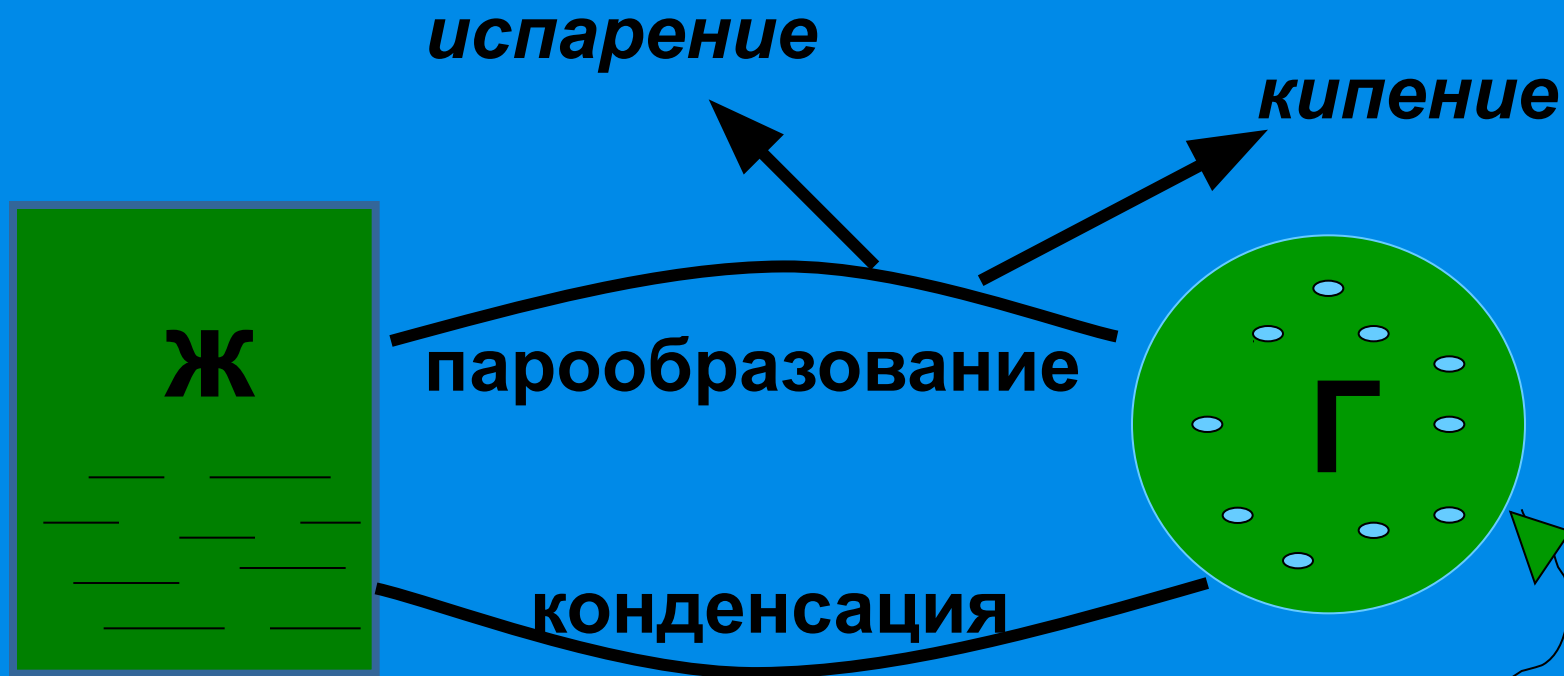 испарение
кипение
Ж
парообразование
Г
конденсация